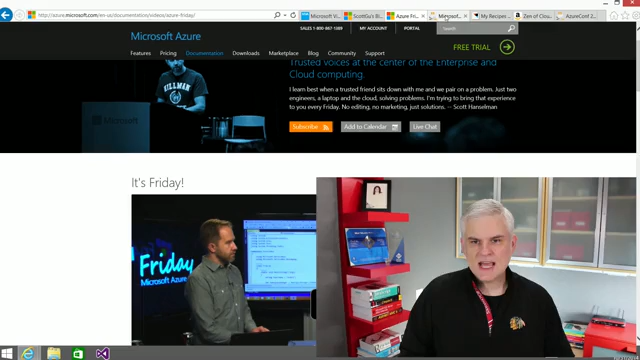 http://azure.microsoft.com/en-us/documentation/videos/azure-friday/
Microsoft Vi
ScottGu's B
Azure Fri
Microsof
My Recipes
Zen of Clou
AzureConf 2
SALES 1-800-867-1389
MY ACCOUNT
PORTAL
Search
Microsoft Azure
FREE TRIAL
Features
Pricing
Documentation
Downloads
Marketplace
Blog
Community
Support
Trusted voices at the center of the Enterprise and
Cloud computing.
HILLMAN
I learn best when a trusted friend sits down with me and we pair on a problem. Just two
engineers, a laptop and the cloud, solving problems. I'm trying to bring that experience
to you every Friday. No editing, no marketing, just solutions. -- Scott Hanselman
Microsoft
Subscribe
Add to Calendar
Live Chat
It's Friday!
Friday
Microsoft Azure